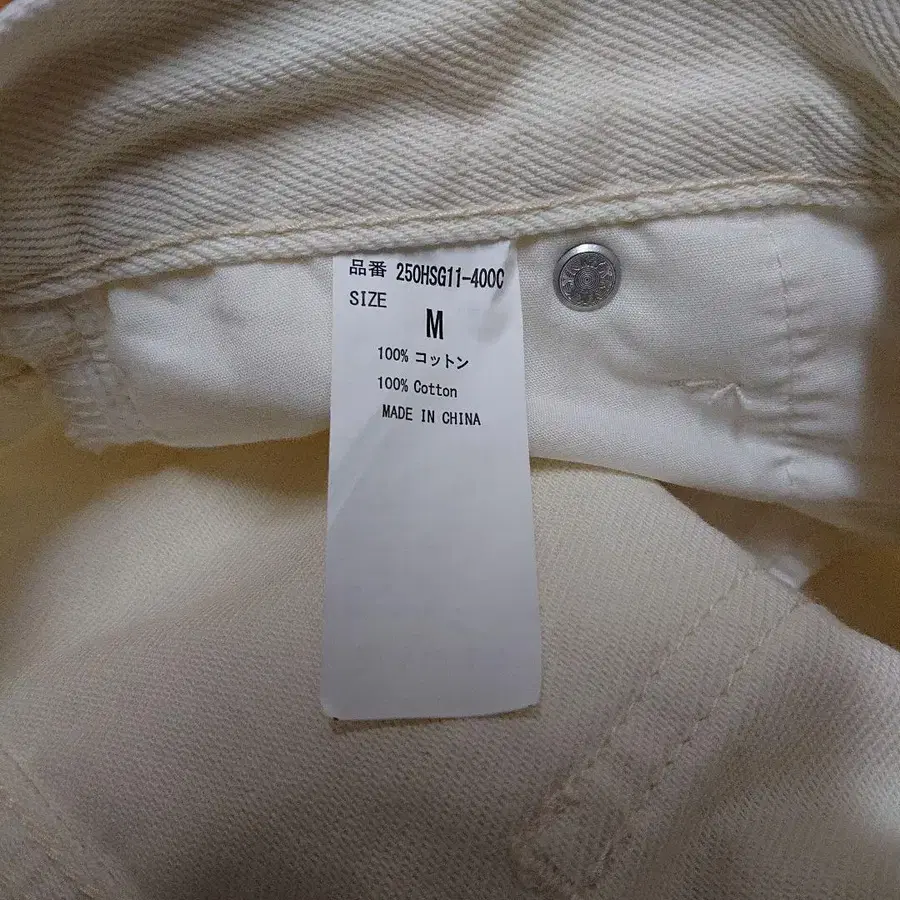 品番 250HSG11-400C
SIZE
M
100% コットン
100% Cotton
MADE IN CHINA